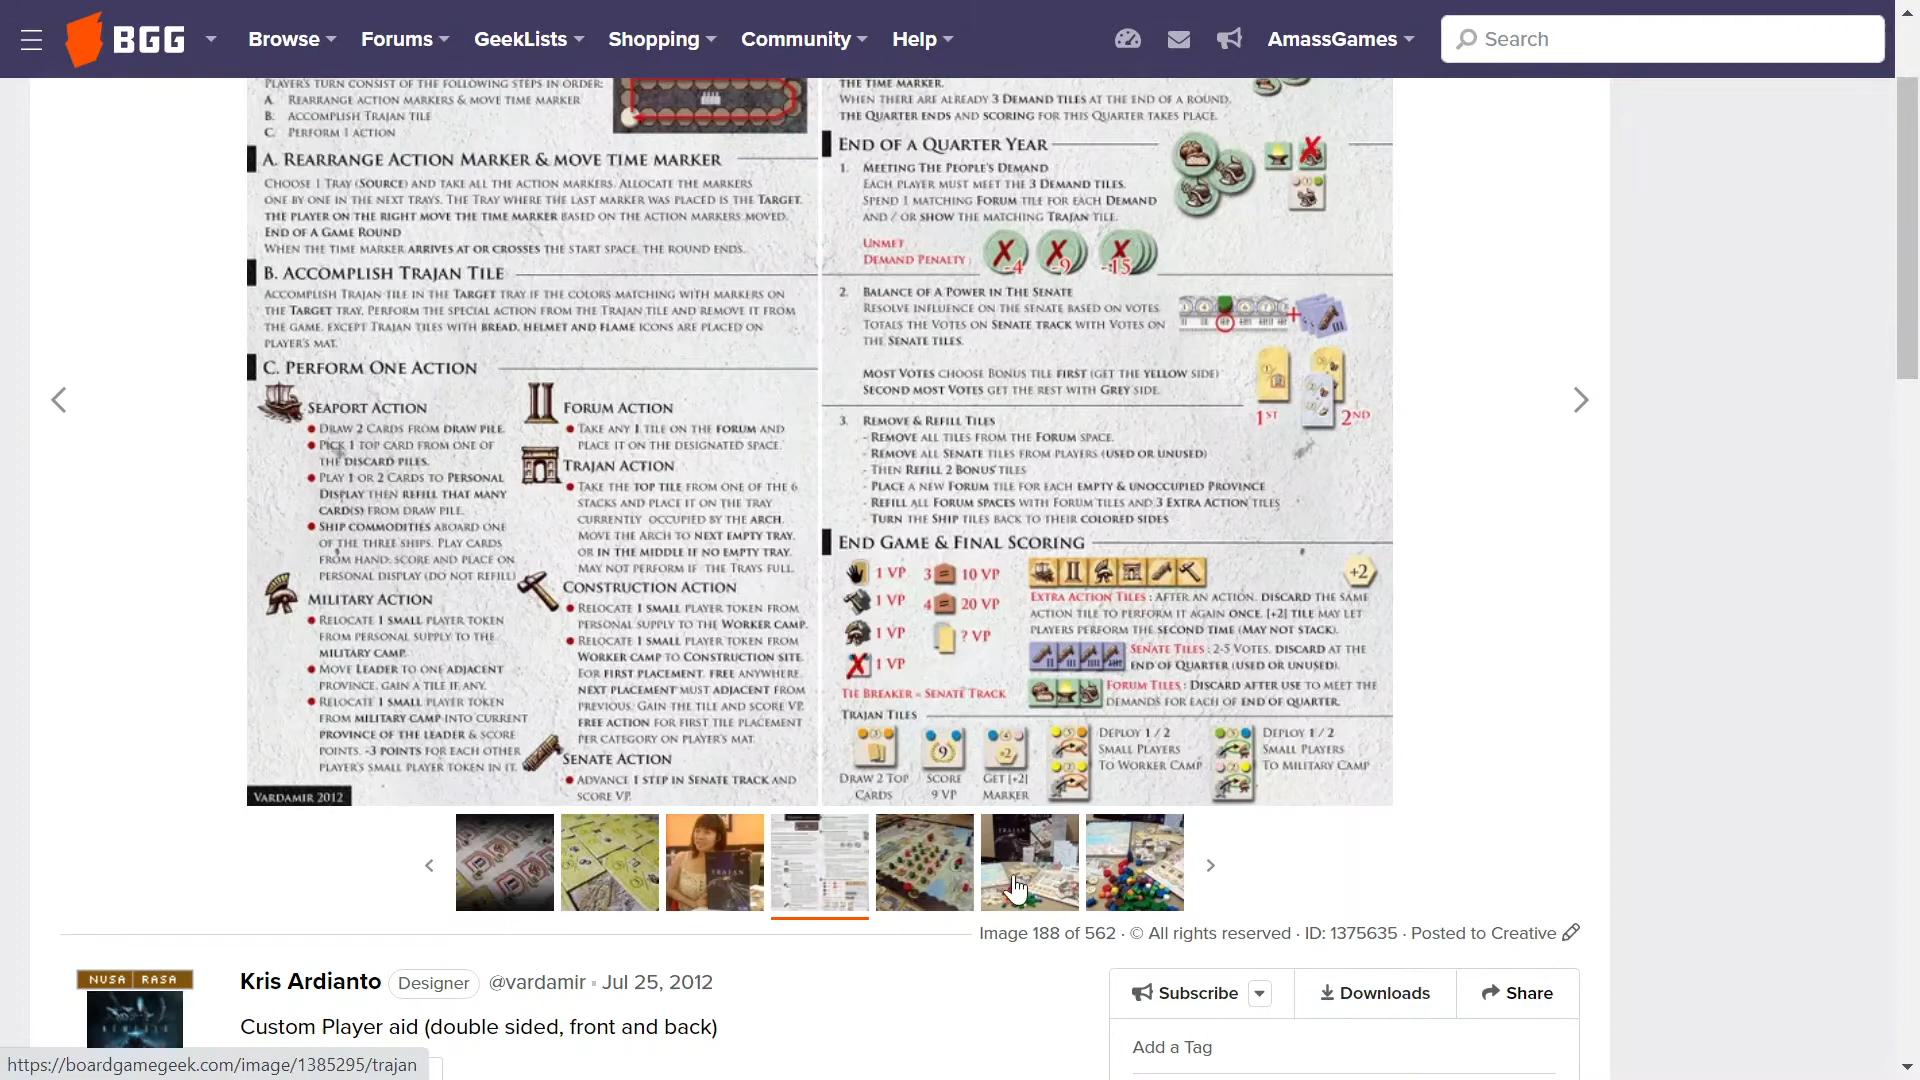 BGG
Browse
Forums
GeekLists
Shopping
Community
Help
AmassGames
Search
PLAYER'S TURN CONSIST OF THE FOLLOWING STEPS IN ORDER:
A. REARRANGE ACTION MARKERS & MOVE TIME MARKER
B. ACCOMPLISH TRAJAN TILE
C. PERFORM 1 ACTION
A. REARRANGE ACTION MARKER & MOVE TIME MARKER
CHOOSE 1 TRAY (SOURCE) AND TAKE ALL THE ACTION MARKERS. ALLOCATE THE MARKERS
ONE BY ONE IN THE NEXT TRAYS. THE TRAY WHERE THE LAST MARKER WAS PLACED IS THE TARGET.
THE PLAYER ON THE RIGHT MOVE THE TIME MARKER BASED ON THE ACTION MARKERS MOVED.
END OF A GAME ROUND
WHEN THE TIME MARKER ARRIVES AT OR CROSSES THE START SPACE, THE ROUND ENDS.
B. ACCOMPLISH TRAJAN TILE
ACCOMPLISH TRAJAN TILE IN THE TARGET TRAY IF THE COLORS MATCHING WITH MARKERS ON
THE TARGET TRAY. PERFORM THE SPECIAL ACTION FROM THE TRAJAN TILE AND REMOVE IT FROM
THE GAME. EXCEPT TRAJAN TILES WITH BREAD, HELMET AND FLAME ICONS ARE PLACED ON
PLAYER'S MAT.
C. PERFORM ONE ACTION
SEAPORT ACTION
DRAW 2 CARDS FROM DRAW PILE.
PICK 1 TOP CARD FROM ONE OF
THE DISCARD PILES.
PLAY 1 OR 2 CARDS TO PERSONAL
DISPLAY THEN REFILL THAT MANY
CARD(S) FROM DRAW PILE.
SHIP COMMODITIES ABOARD ONE
OF THE THREE SHIPS. PLAY CARDS
FROM HAND: SCORE AND PLACE ON
PERSONAL DISPLAY (DO NOT REFILL)
MILITARY ACTION
RELOCATE 1 SMALL PLAYER TOKEN
FROM PERSONAL SUPPLY TO THE
MILITARY CAMP.
MOVE LEADER TO ONE ADJACENT
PROVINCE. GAIN A TILE IF ANY.
RELOCATE 1 SMALL PLAYER TOKEN
FROM MILITARY CAMP INTO CURRENT
PROVINCE OF THE LEADER & SCORE
POINTS. -3 POINTS FOR EACH OTHER
PLAYER'S SMALL PLAYER TOKEN IN IT.
VARDAMIR 2012
FORUM ACTION
TAKE ANY 1 TILE ON THE FORUM AND
PLACE IT ON THE DESIGNATED SPACE.
TRAJAN ACTION
TAKE THE TOP TILE FROM ONE OF THE 6
STACKS AND PLACE IT ON THE TRAY
CURRENTLY OCCUPIED BY THE ARCH.
MOVE THE ARCH TO NEXT EMPTY TRAY.
OR IN THE MIDDLE IF NO EMPTY TRAY.
MAY NOT PERFORM IF THE TRAYS FULL.
CONSTRUCTION ACTION
RELOCATE 1 SMALL PLAYER TOKEN FROM
PERSONAL SUPPLY TO THE WORKER CAMP.
RELOCATE 1 SMALL PLAYER TOKEN FROM
WORKER CAMP TO CONSTRUCTION SITE.
FOR FIRST PLACEMENT, FREE ANYWHERE.
NEXT PLACEMENT MUST ADJACENT FROM
PREVIOUS. GAIN THE TILE AND SCORE VP.
FREE ACTION FOR FIRST TILE PLACEMENT
PER CATEGORY ON PLAYER'S MAT.
SENATE ACTION
ADVANCE 1 STEP IN SENATE TRACK AND
SCORE VP.
THE TIME MARKER.
WHEN THERE ARE ALREADY 3 DEMAND TILES AT THE END OF A ROUND.
THE QUARTER ENDS AND SCORING FOR THIS QUARTER TAKES PLACE.
END OF A QUARTER YEAR
1. MEETING THE PEOPLE'S DEMAND
EACH PLAYER MUST MEET THE 3 DEMAND TILES.
SPEND 1 MATCHING FORUM TILE FOR EACH DEMAND
AND / OR SHOW THE MATCHING TRAJAN TILE.
UNMET
DEMAND PENALTY :
-4 -9 -15
2. BALANCE OF A POWER IN THE SENATE
RESOLVE INFLUENCE ON THE SENATE BASED ON VOTES
TOTALS THE VOTES ON SENATE TRACK WITH VOTES ON
THE SENATE TILES.
MOST VOTES CHOOSE BONUS TILE FIRST (GET THE YELLOW SIDE)
SECOND MOST VOTES GET THE REST WITH GREY SIDE.
1ST 2ND
3. REMOVE & REFILL TILES
- REMOVE ALL TILES FROM THE FORUM SPACE.
- REMOVE ALL SENATE TILES FROM PLAYERS (USED OR UNUSED)
- THEN REFILL 2 BONUS TILES
- PLACE A NEW FORUM TILE FOR EACH EMPTY & UNOCCUPIED PROVINCE
- REFILL ALL FORUM SPACES WITH FORUM TILES AND 3 EXTRA ACTION TILES
- TURN THE SHIP TILES BACK TO THEIR COLORED SIDES
END GAME & FINAL SCORING
1 VP 3 10 VP
1 VP 4 20 VP
1 VP ? VP
1 VP
TIE BREAKER = SENATE TRACK
+2
EXTRA ACTION TILES : AFTER AN ACTION. DISCARD THE SAME
ACTION TILE TO PERFORM IT AGAIN ONCE. [+2] TILE MAY LET
PLAYERS PERFORM THE SECOND TIME (MAY NOT STACK).
SENATE TILES : 2-5 VOTES. DISCARD AT THE
END OF QUARTER (USED OR UNUSED).
FORUM TILES : DISCARD AFTER USE TO MEET THE
DEMANDS FOR EACH OF END OF QUARTER.
TRAJAN TILES
DRAW 2 TOP
CARDS
9
SCORE
9 VP
+2
GET [+2]
MARKER
DEPLOY 1 / 2
SMALL PLAYERS
TO WORKER CAMP
DEPLOY 1 / 2
SMALL PLAYERS
TO MILITARY CAMP
TRAJAN
TRAJAN
Image 188 of 562 · © All rights reserved · ID: 1375635 · Posted to Creative
NUSA RASA
Kris Ardianto Designer @vardamir Jul 25, 2012
Custom Player aid (double sided, front and back)
Subscribe
Downloads
Share
Add a Tag
https://boardgamegeek.com/image/1385295/trajan